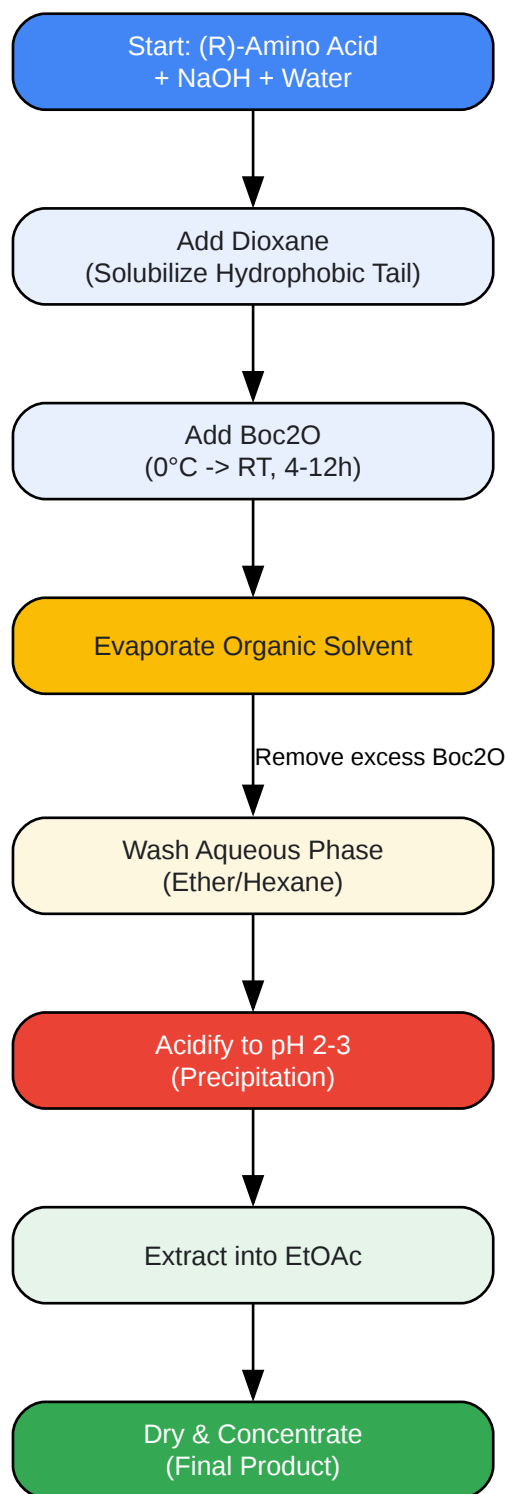 Start: (R)-Amino Acid
+ NaOH + Water
Add Dioxane
(Solubilize Hydrophobic Tail)
Add Boc2O
(0°C -> RT, 4-12h)
Evaporate Organic Solvent
Remove excess Boc2O
Wash Aqueous Phase
(Ether/Hexane)
Acidify to pH 2-3
(Precipitation)
Extract into EtOAc
Dry & Concentrate
(Final Product)